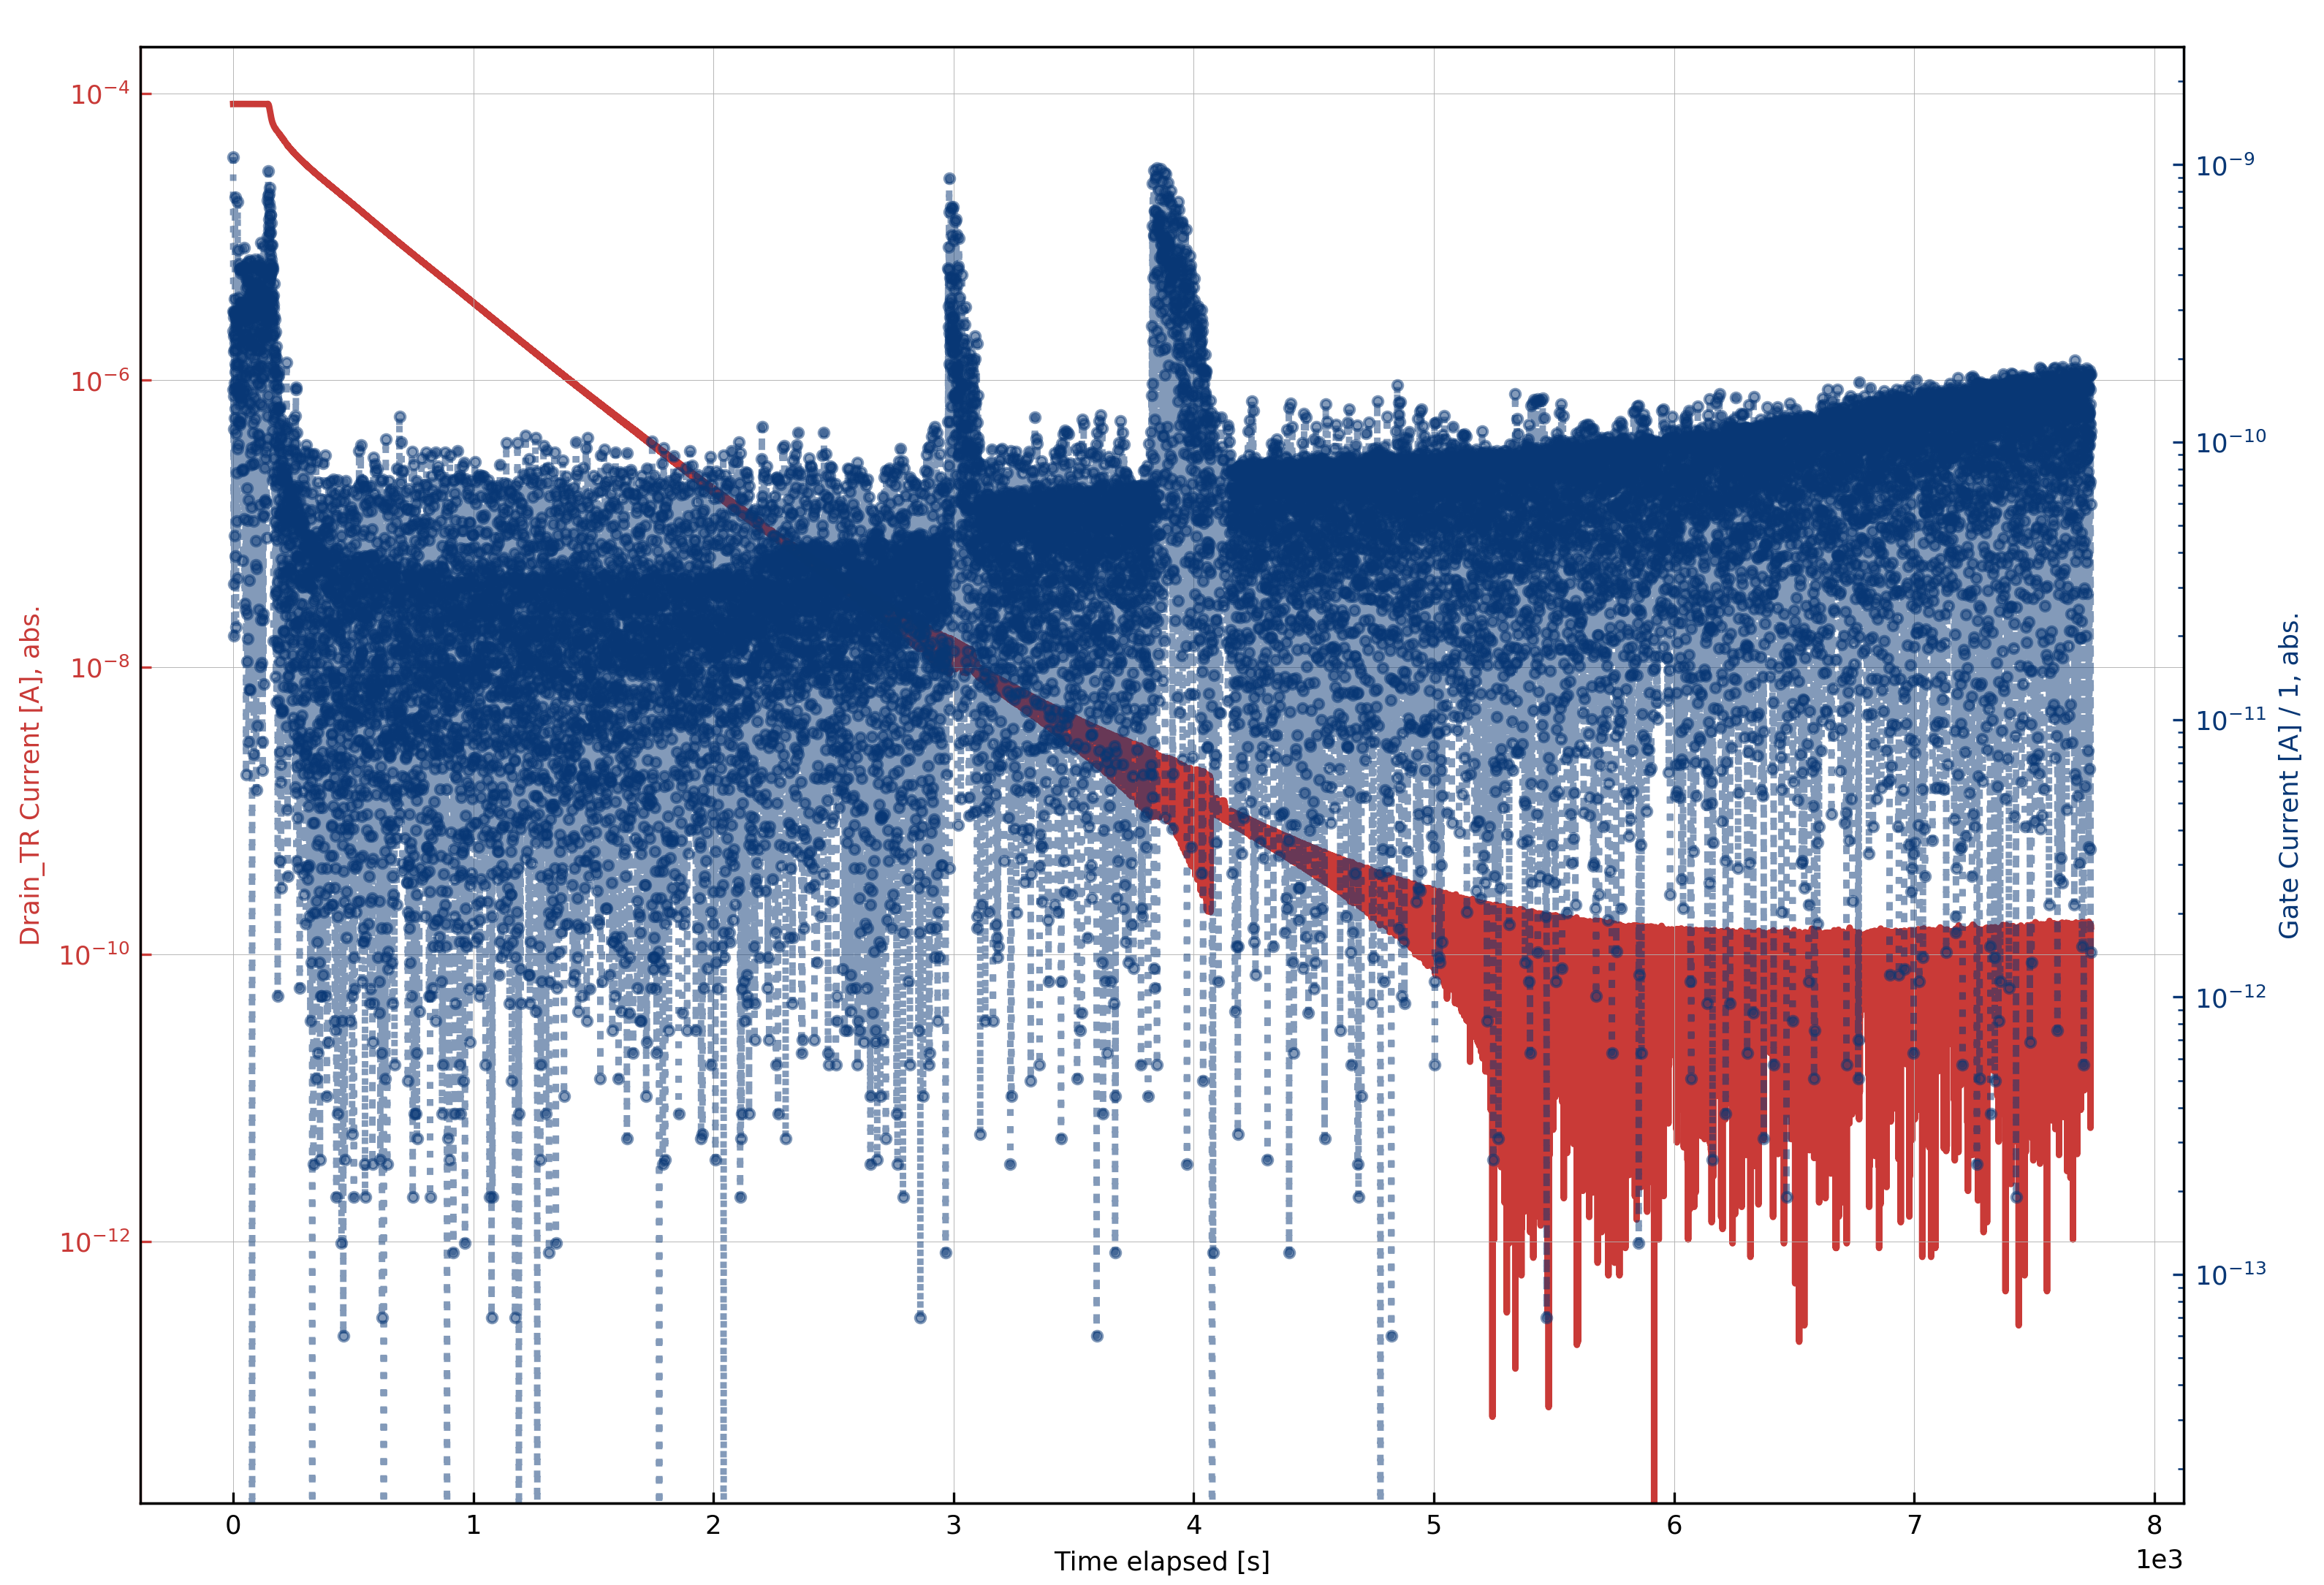 Drain_TR Current [A], abs.
10⁻⁴
10⁻⁶
10⁻⁸
10⁻¹⁰
10⁻¹²
10⁻⁹
10⁻¹⁰
10⁻¹¹
10⁻¹²
10⁻¹³
Gate Current [A] / 1, abs.
0 1 2 3 4 5 6 7 8
Time elapsed [s]
1e3